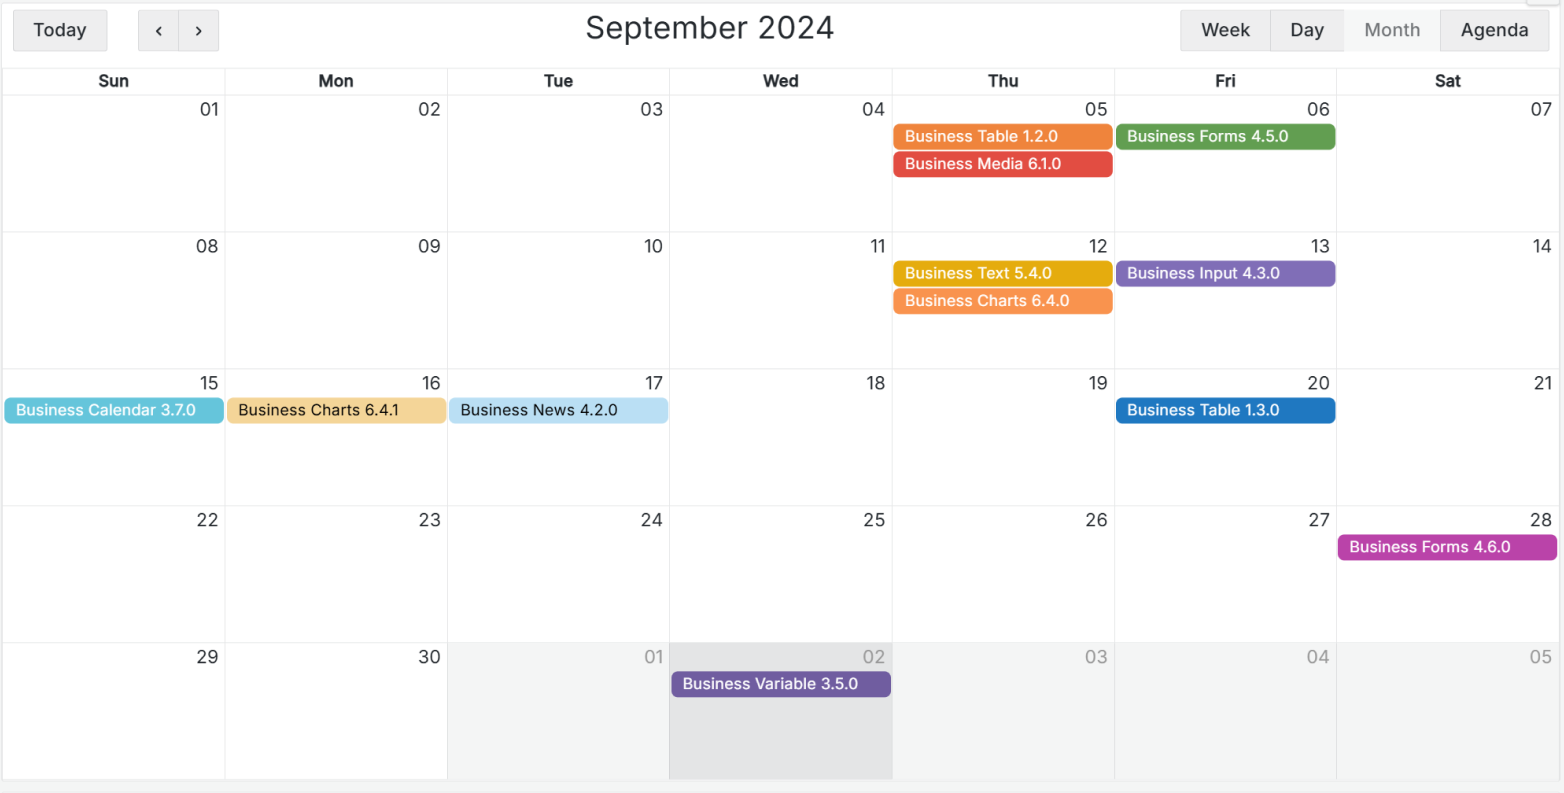 Today
‹ ›
September 2024
Week Day Month Agenda
Sun Mon Tue Wed Thu Fri Sat
01 02 03 04 05 06 07
Business Table 1.2.0 Business Forms 4.5.0
Business Media 6.1.0
08 09 10 11 12 13 14
Business Text 5.4.0 Business Input 4.3.0
Business Charts 6.4.0
15 16 17 18 19 20 21
Business Calendar 3.7.0 Business Charts 6.4.1 Business News 4.2.0 Business Table 1.3.0
22 23 24 25 26 27 28
Business Forms 4.6.0
29 30 01 02 03 04 05
Business Variable 3.5.0